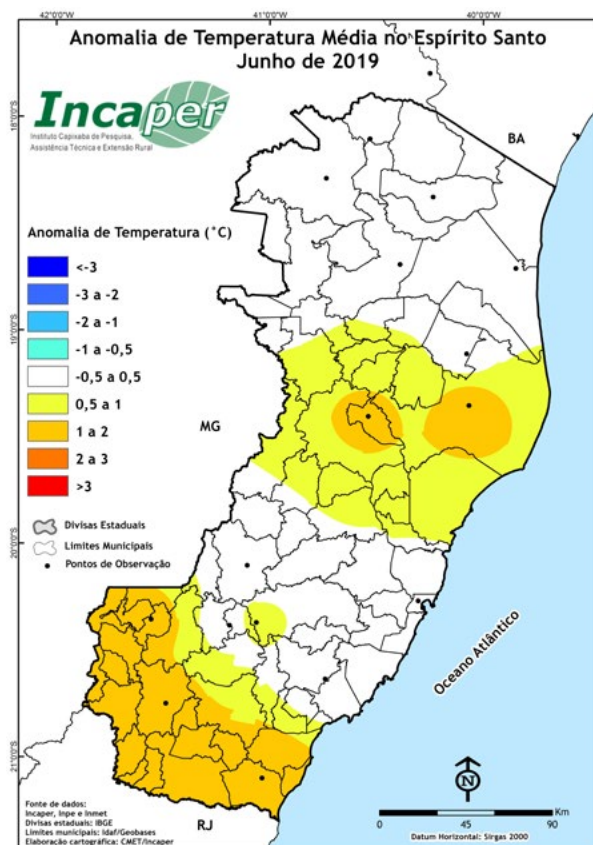 42°0'0"O 41°0'0"O 40°0'0"O
Anomalia de Temperatura Média no Espírito Santo
Junho de 2019
18°0'0"S
Incaper
Instituto Capixaba de Pesquisa,
Assistência Técnica e Extensão Rural
BA
Anomalia de Temperatura (°C)
<-3
-3 a -2
-2 a -1
-1 a -0,5
-0,5 a 0,5
0,5 a 1
1 a 2
2 a 3
>3
19°0'0"S
MG
Divisas Estaduais
Limites Municipais
Pontos de Observação
20°0'0"S
Oceano Atlântico
21°0'0"S
N
Fonte de dados:
Incaper, Inpe e Inmet
Divisas estaduais: IBGE
Limites municipais: Idaf/Geobases
Elaboração cartográfica: CMET/Incaper
RJ
Km
0 45 90
Datum Horizontal: Sirgas 2000